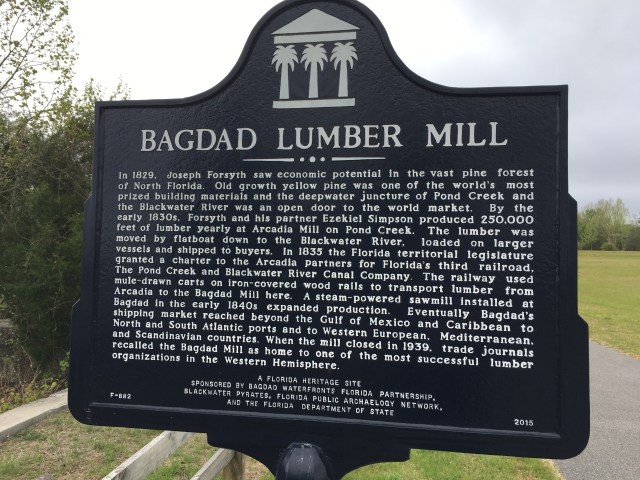 BAGDAD LUMBER MILL
In 1829, Joseph Forsyth saw economic potential in the vast pine forest
of North Florida. Old growth yellow pine was one of the world's most
prized building materials and the deepwater juncture of Pond Creek and
the Blackwater River was an open door to the world market. By the
early 1830s, Forsyth and his partner Ezekiel Simpson produced 250,000
feet of lumber yearly at Arcadia Mill on Pond Creek. The lumber was
moved by flatboat down to the Blackwater River, loaded on larger
vessels and shipped to buyers. In 1835 the Florida territorial legislature
granted a charter to the Arcadia partners for Florida's third railroad,
The Pond Creek and Blackwater River Canal Company. The railway used
mule-drawn carts on iron-covered wood rails to transport lumber from
Arcadia to the Bagdad Mill here. A steam-powered sawmill installed at
Bagdad in the early 1840s expanded production. Eventually Bagdad's
shipping market reached beyond the Gulf of Mexico and Caribbean to
North and South Atlantic ports and to Western European, Mediterranean,
and Scandinavian countries. When the mill closed in 1939, trade journals
recalled the Bagdad Mill as home to one of the most successful lumber
organizations in the Western Hemisphere.
A FLORIDA HERITAGE SITE
SPONSORED BY BAGDAD WATERFRONTS FLORIDA PARTNERSHIP,
BLACKWATER PYRATES, FLORIDA PUBLIC ARCHAELOGY NETWORK,
AND THE FLORIDA DEPARTMENT OF STATE
F-882
2015